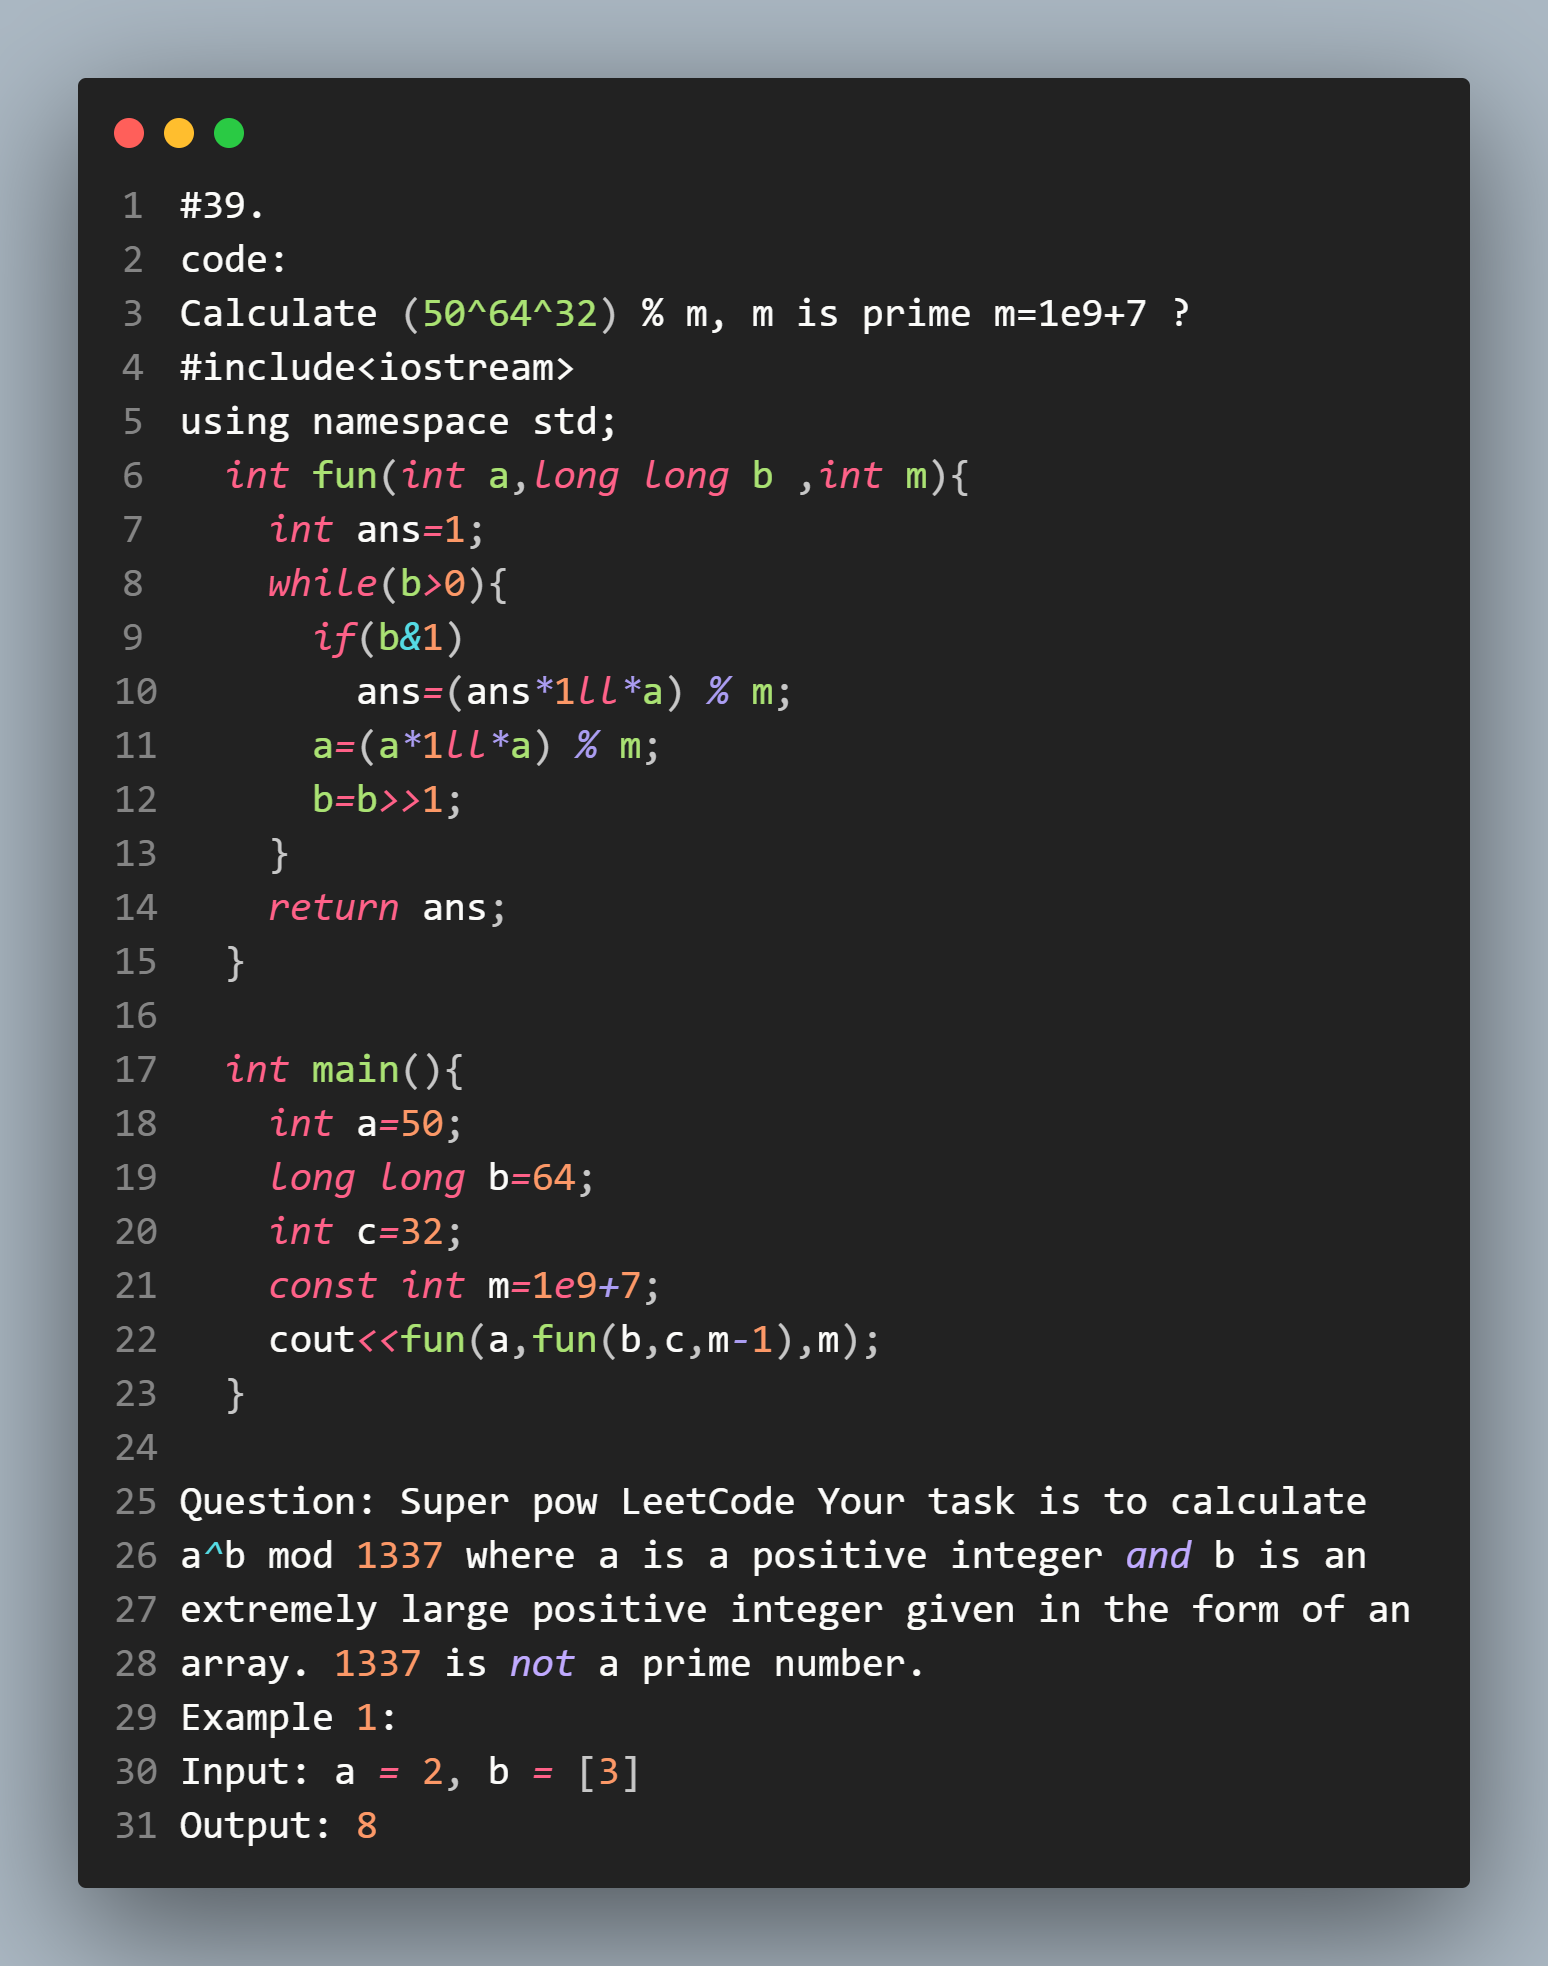 1 #39.
2 code:
3 Calculate (50^64^32) % m, m is prime m=1e9+7 ?
4 #include<iostream>
5 using namespace std;
6   int fun(int a,long long b ,int m){
7     int ans=1;
8     while(b>0){
9       if(b&1)
10         ans=(ans*1ll*a) % m;
11       a=(a*1ll*a) % m;
12       b=b>>1;
13     }
14     return ans;
15   }
16
17   int main(){
18     int a=50;
19     long long b=64;
20     int c=32;
21     const int m=1e9+7;
22     cout<<fun(a,fun(b,c,m-1),m);
23   }
24
25 Question: Super pow LeetCode Your task is to calculate
26 a^b mod 1337 where a is a positive integer and b is an
27 extremely large positive integer given in the form of an
28 array. 1337 is not a prime number.
29 Example 1:
30 Input: a = 2, b = [3]
31 Output: 8